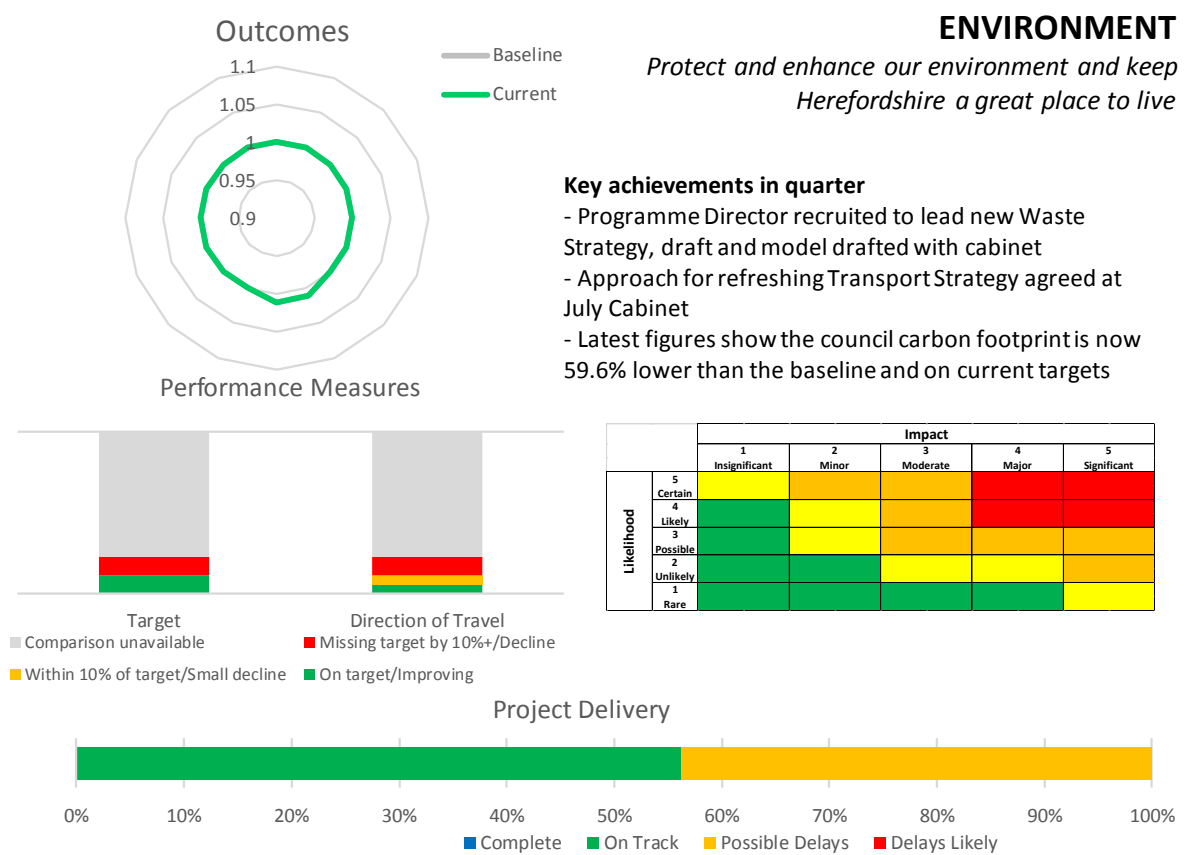 Outcomes
1.1
1.05
1
0.95
0.9
Baseline
Current
ENVIRONMENT
Protect and enhance our environment and keep
Herefordshire a great place to live
Key achievements in quarter
- Programme Director recruited to lead new Waste
Strategy, draft and model drafted with cabinet
- Approach for refreshing Transport Strategy agreed at
July Cabinet
- Latest figures show the council carbon footprint is now
59.6% lower than the baseline and on current targets
Performance Measures
Target
Direction of Travel
Comparison unavailable
Missing target by 10%+/Decline
Within 10% of target/Small decline
On target/Improving
Impact
1 2 3 4 5
Insignificant Minor Moderate Major Significant
Likelihood
5
Certain
4
Likely
3
Possible
2
Unlikely
1
Rare
Project Delivery
0% 10% 20% 30% 40% 50% 60% 70% 80% 90% 100%
Complete On Track Possible Delays Delays Likely